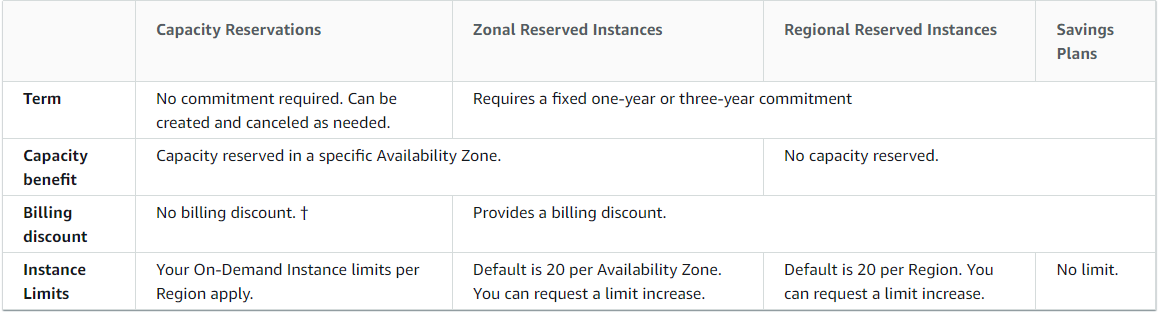 Capacity Reservations
Zonal Reserved Instances
Regional Reserved Instances
Savings
Plans
Term
No commitment required. Can be
created and canceled as needed.
Requires a fixed one-year or three-year commitment
Capacity
benefit
Capacity reserved in a specific Availability Zone.
No capacity reserved.
Billing
discount
No billing discount. †
Provides a billing discount.
Instance
Limits
Your On-Demand Instance limits per
Region apply.
Default is 20 per Availability Zone.
You can request a limit increase.
Default is 20 per Region. You
can request a limit increase.
No limit.